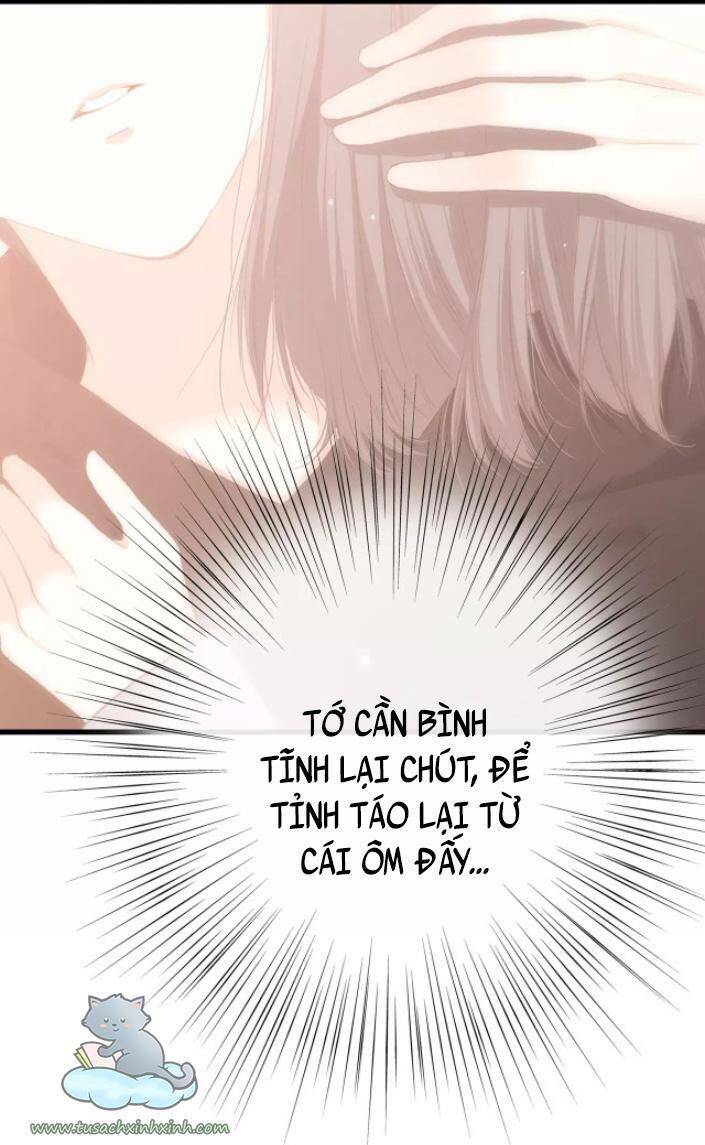 TỚ CẦN BÌNH
TĨNH LẠI CHÚT, ĐỂ
TỈNH TÁO LẠI TỪ
CÁI ÔM ĐẤY...
www.tusachxinhxinh.com